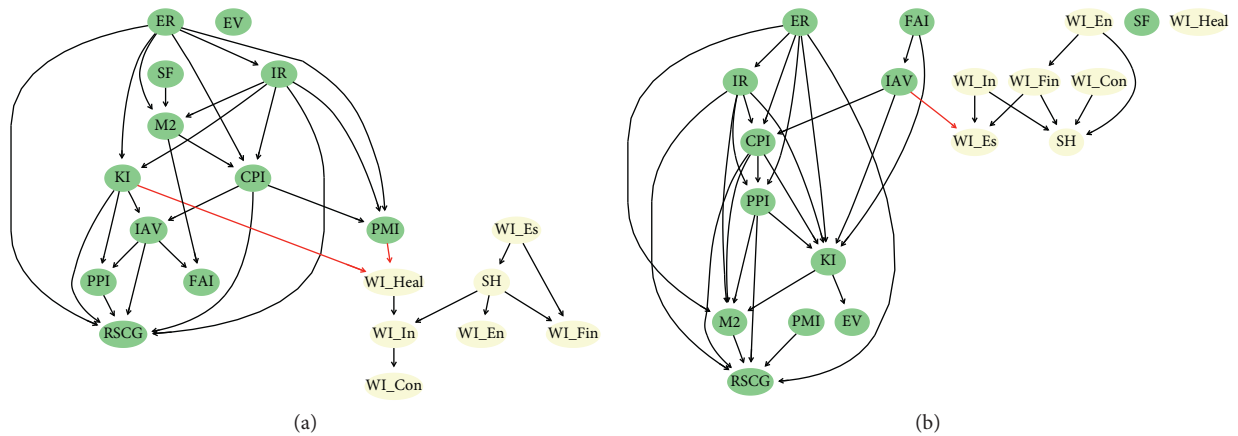 ER
EV
SF
IR
M2
KI
CPI
IAV
PMI
WI_Es
PPI
FAI
WI_Heal
SH
RSCG
WI_In
WI_En
WI_Fin
WI_Con
(a)
ER
FAI
WI_En
SF
WI_Heal
IR
IAV
WI_In
WI_Fin
WI_Con
CPI
WI_Es
SH
PPI
KI
M2
PMI
EV
RSCG
(b)